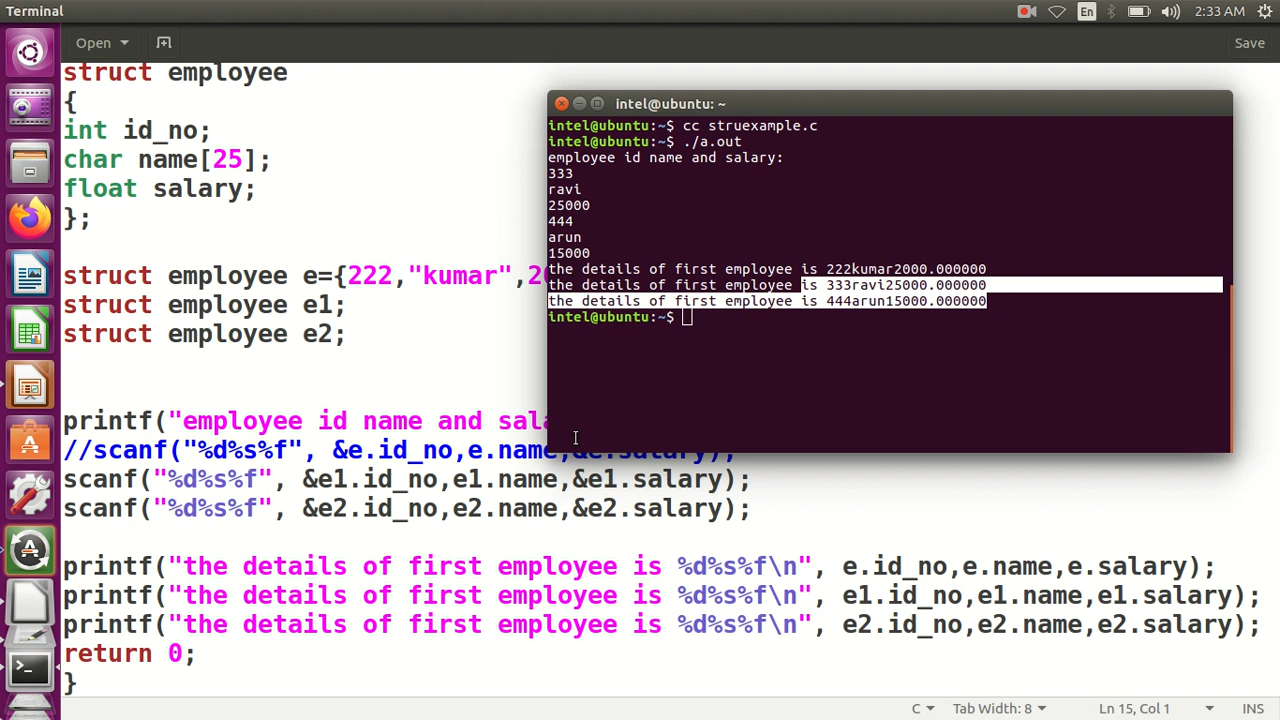 Terminal
En
2:33 AM
Open
Save
struct employee
{
int id_no;
char name[25];
float salary;
};
struct employee e={222,"kumar",20
struct employee e1;
struct employee e2;
printf("employee id name and sala
//scanf("%d%s%f", &e.id_no,e.name,&e.salary);
scanf("%d%s%f", &e1.id_no,e1.name,&e1.salary);
scanf("%d%s%f", &e2.id_no,e2.name,&e2.salary);
printf("the details of first employee is %d%s%f\n", e.id_no,e.name,e.salary);
printf("the details of first employee is %d%s%f\n", e1.id_no,e1.name,e1.salary);
printf("the details of first employee is %d%s%f\n", e2.id_no,e2.name,e2.salary);
return 0;
}
intel@ubuntu: ~
intel@ubuntu:~$ cc struexample.c
intel@ubuntu:~$ ./a.out
employee id name and salary:
333
ravi
25000
444
arun
15000
the details of first employee is 222kumar2000.000000
the details of first employee is 333ravi25000.000000
the details of first employee is 444arun15000.000000
intel@ubuntu:~$
C
Tab Width: 8
Ln 15, Col 1
INS